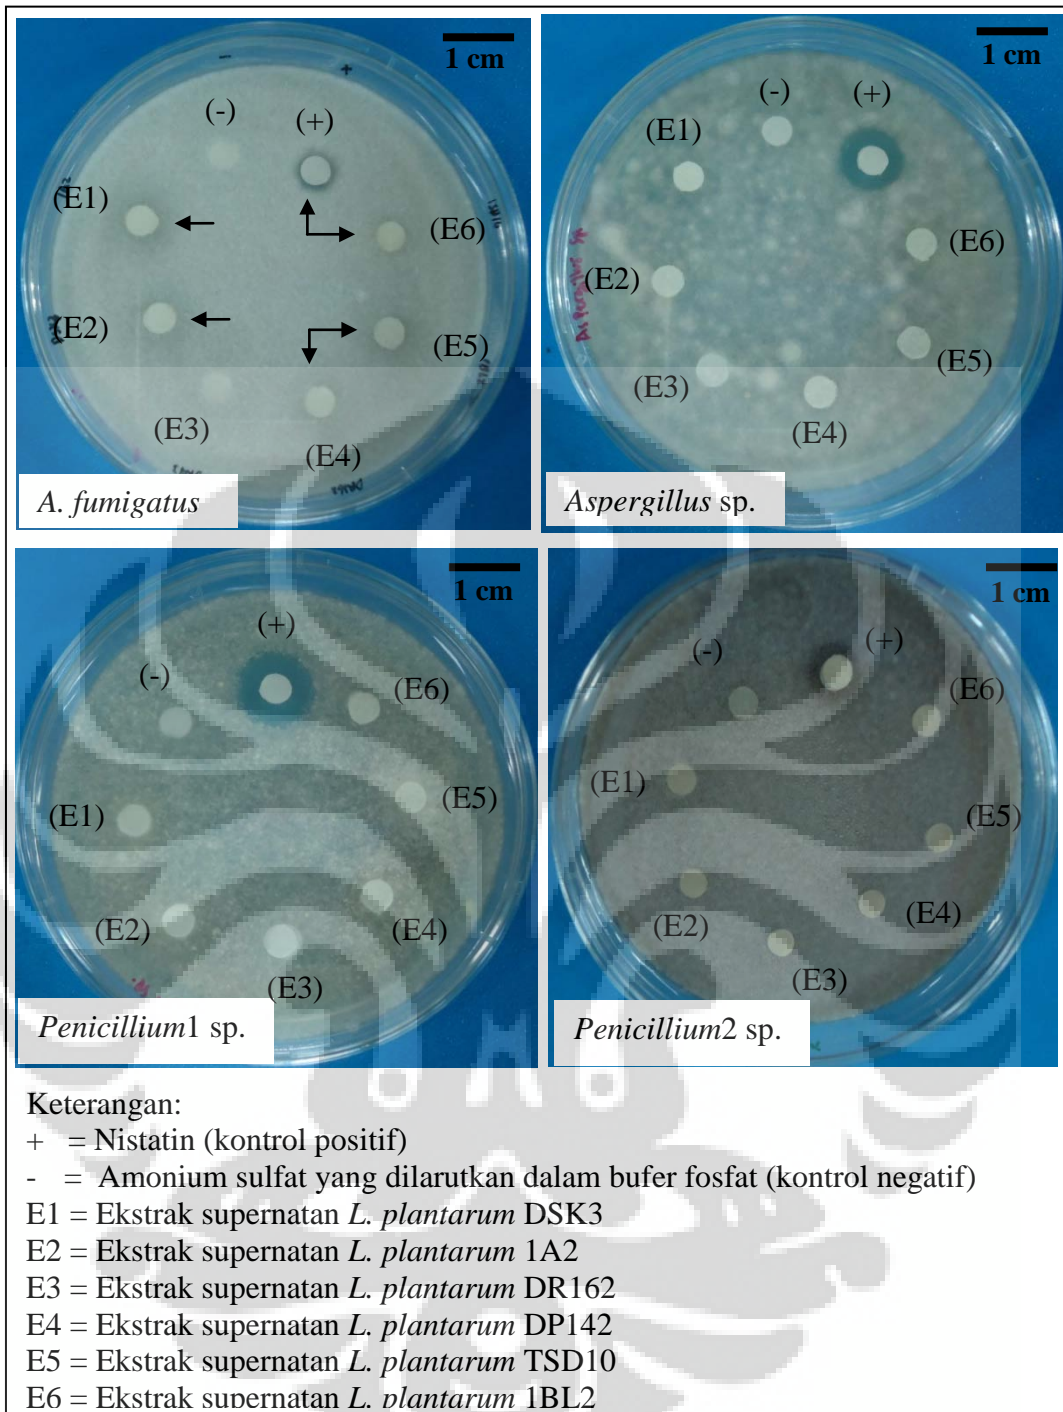 1 cm
1 cm
(-)
(+)
(-)
(+)
(E1)
(E1)
(E6)
(E6)
(E2)
(E2)
(E5)
(E5)
(E3)
(E3)
(E4)
(E4)
A. fumigatus
Aspergillus sp.
1 cm
1 cm
(+)
(-)
(-)
(+)
(E6)
(E6)
(E1)
(E5)
(E1)
(E5)
(E2)
(E4)
(E2)
(E4)
(E3)
(E3)
Penicillium1 sp.
Penicillium2 sp.
Keterangan:
+ = Nistatin (kontrol positif)
- = Amonium sulfat yang dilarutkan dalam bufer fosfat (kontrol negatif)
E1 = Ekstrak supernatan L. plantarum DSK3
E2 = Ekstrak supernatan L. plantarum 1A2
E3 = Ekstrak supernatan L. plantarum DR162
E4 = Ekstrak supernatan L. plantarum DP142
E5 = Ekstrak supernatan L. plantarum TSD10
E6 = Ekstrak supernatan L. plantarum 1BL2